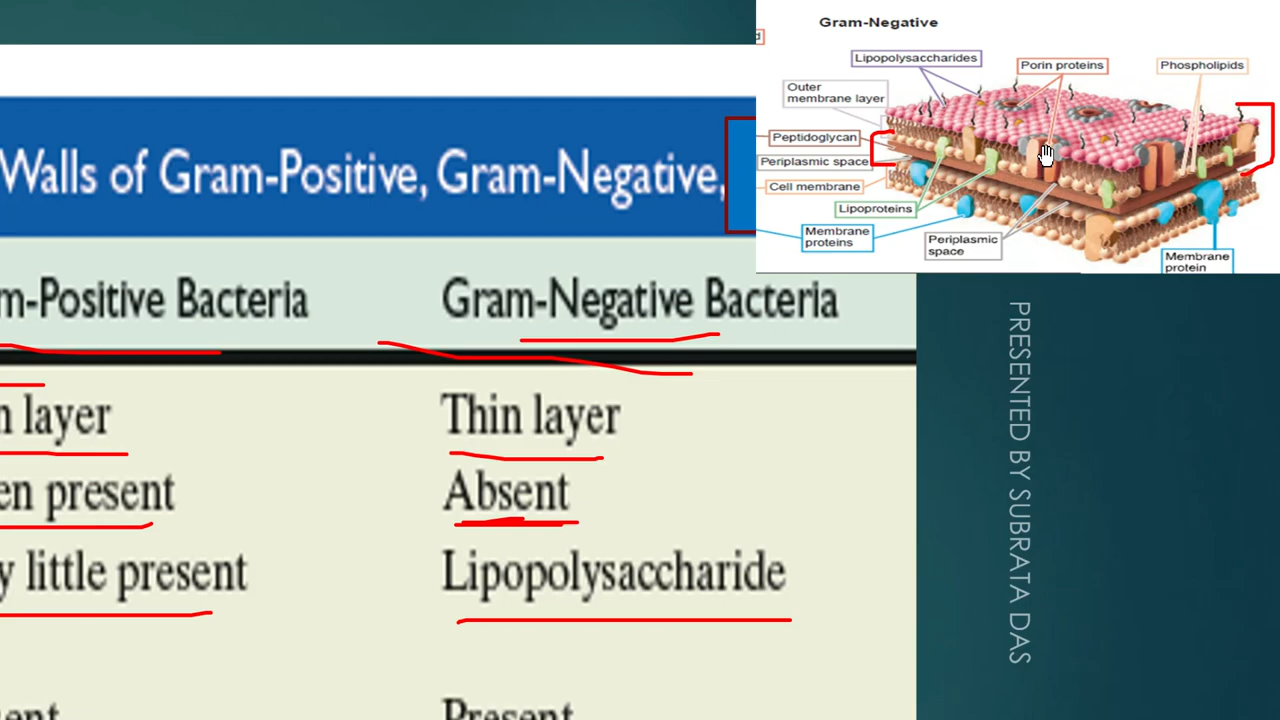 Gram-Negative
Lipopolysaccharides
Porin proteins
Phospholipids
Outer
membrane layer
Peptidoglycan
Periplasmic space
Cell membrane
Lipoproteins
Membrane
proteins
Periplasmic
space
Membrane
protein
Walls of Gram-Positive, Gram-Negative,
m-Positive Bacteria
Gram-Negative Bacteria
n layer
Thin layer
en present
Absent
y little present
Lipopolysaccharide
Present
PRESENTED BY SUBRATA DAS